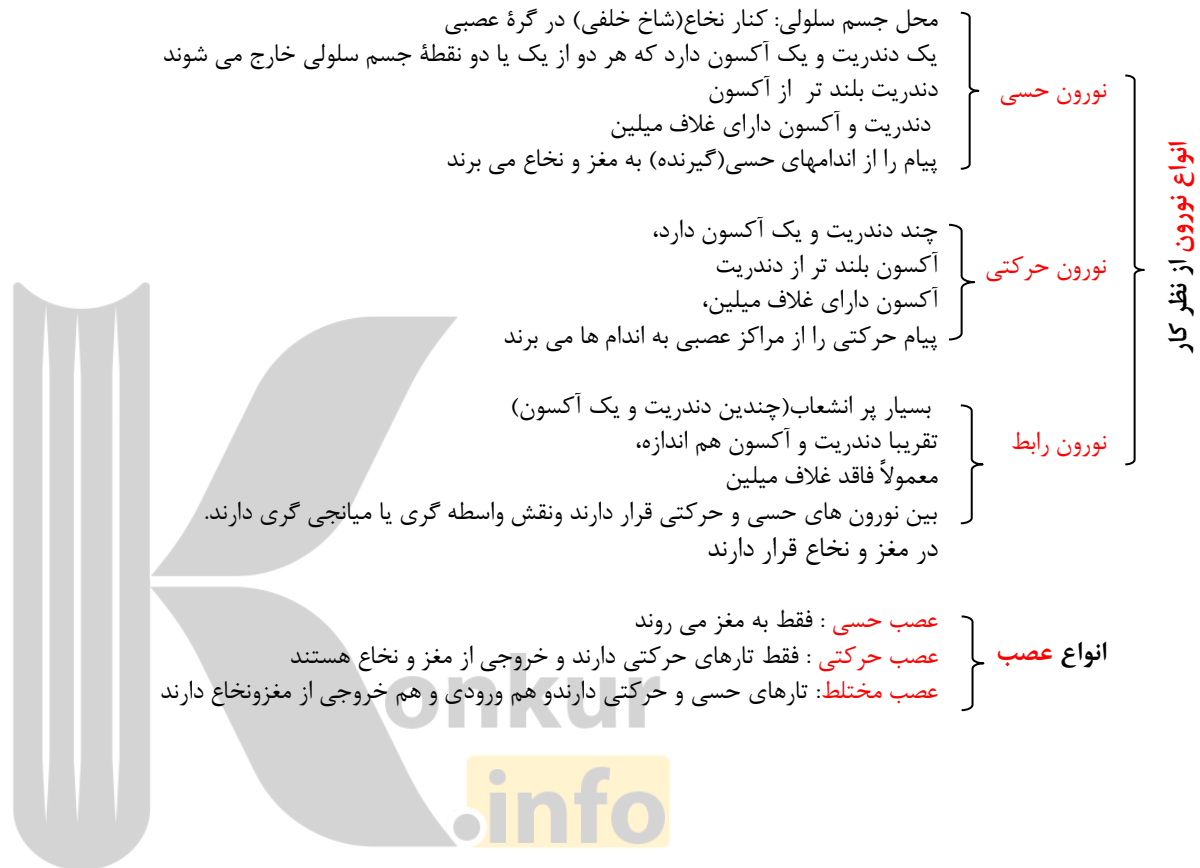 انواع نورون از نظر کار
نورون حسی
محل جسم سلولی: کنار نخاع(شاخ خلفی) در گرهٔ عصبی
یک دندریت و یک آکسون دارد که هر دو از یک یا دو نقطهٔ جسم سلولی خارج می شوند
دندریت بلند تر از آکسون
دندریت و آکسون دارای غلاف میلین
پیام را از اندامهای حسی(گیرنده) به مغز و نخاع می برند
نورون حرکتی
چند دندریت و یک آکسون دارد،
آکسون بلند تر از دندریت
آکسون دارای غلاف میلین،
پیام حرکتی را از مراکز عصبی به اندام ها می برند
نورون رابط
بسیار پر انشعاب(چندین دندریت و یک آکسون)
تقریبا دندریت و آکسون هم اندازه،
معمولاً فاقد غلاف میلین
بین نورون های حسی و حرکتی قرار دارند ونقش واسطه گری یا میانجی گری دارند.
در مغز و نخاع قرار دارند
انواع عصب
عصب حسی : فقط به مغز می روند
عصب حرکتی : فقط تارهای حرکتی دارند و خروجی از مغز و نخاع هستند
عصب مختلط: تارهای حسی و حرکتی دارندو هم ورودی و هم خروجی از مغزونخاع دارند
Konkur
.info